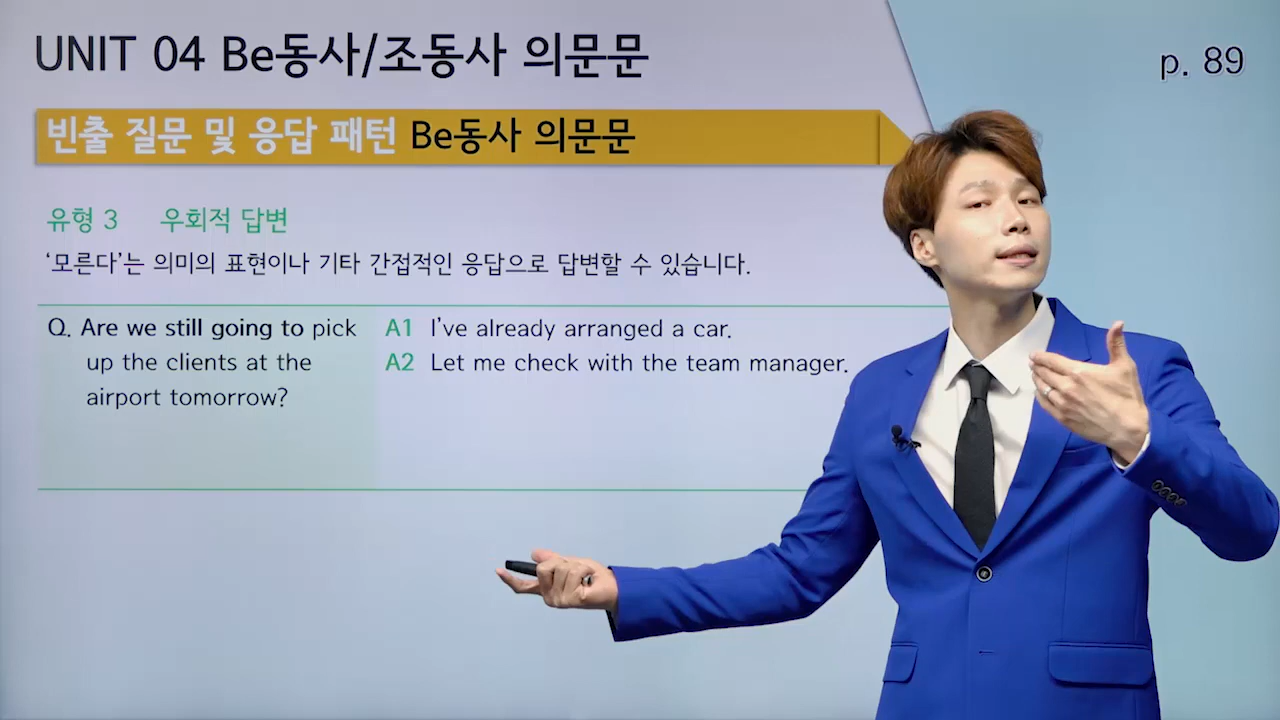 UNIT 04 Be동사/조동사 의문문
p. 89
빈출 질문 및 응답 패턴 Be동사 의문문
유형 3 우회적 답변
‘모른다’는 의미의 표현이나 기타 간접적인 응답으로 답변할 수 있습니다.
Q. Are we still going to pick
up the clients at the
airport tomorrow?
A1 I’ve already arranged a car.
A2 Let me check with the team manager.